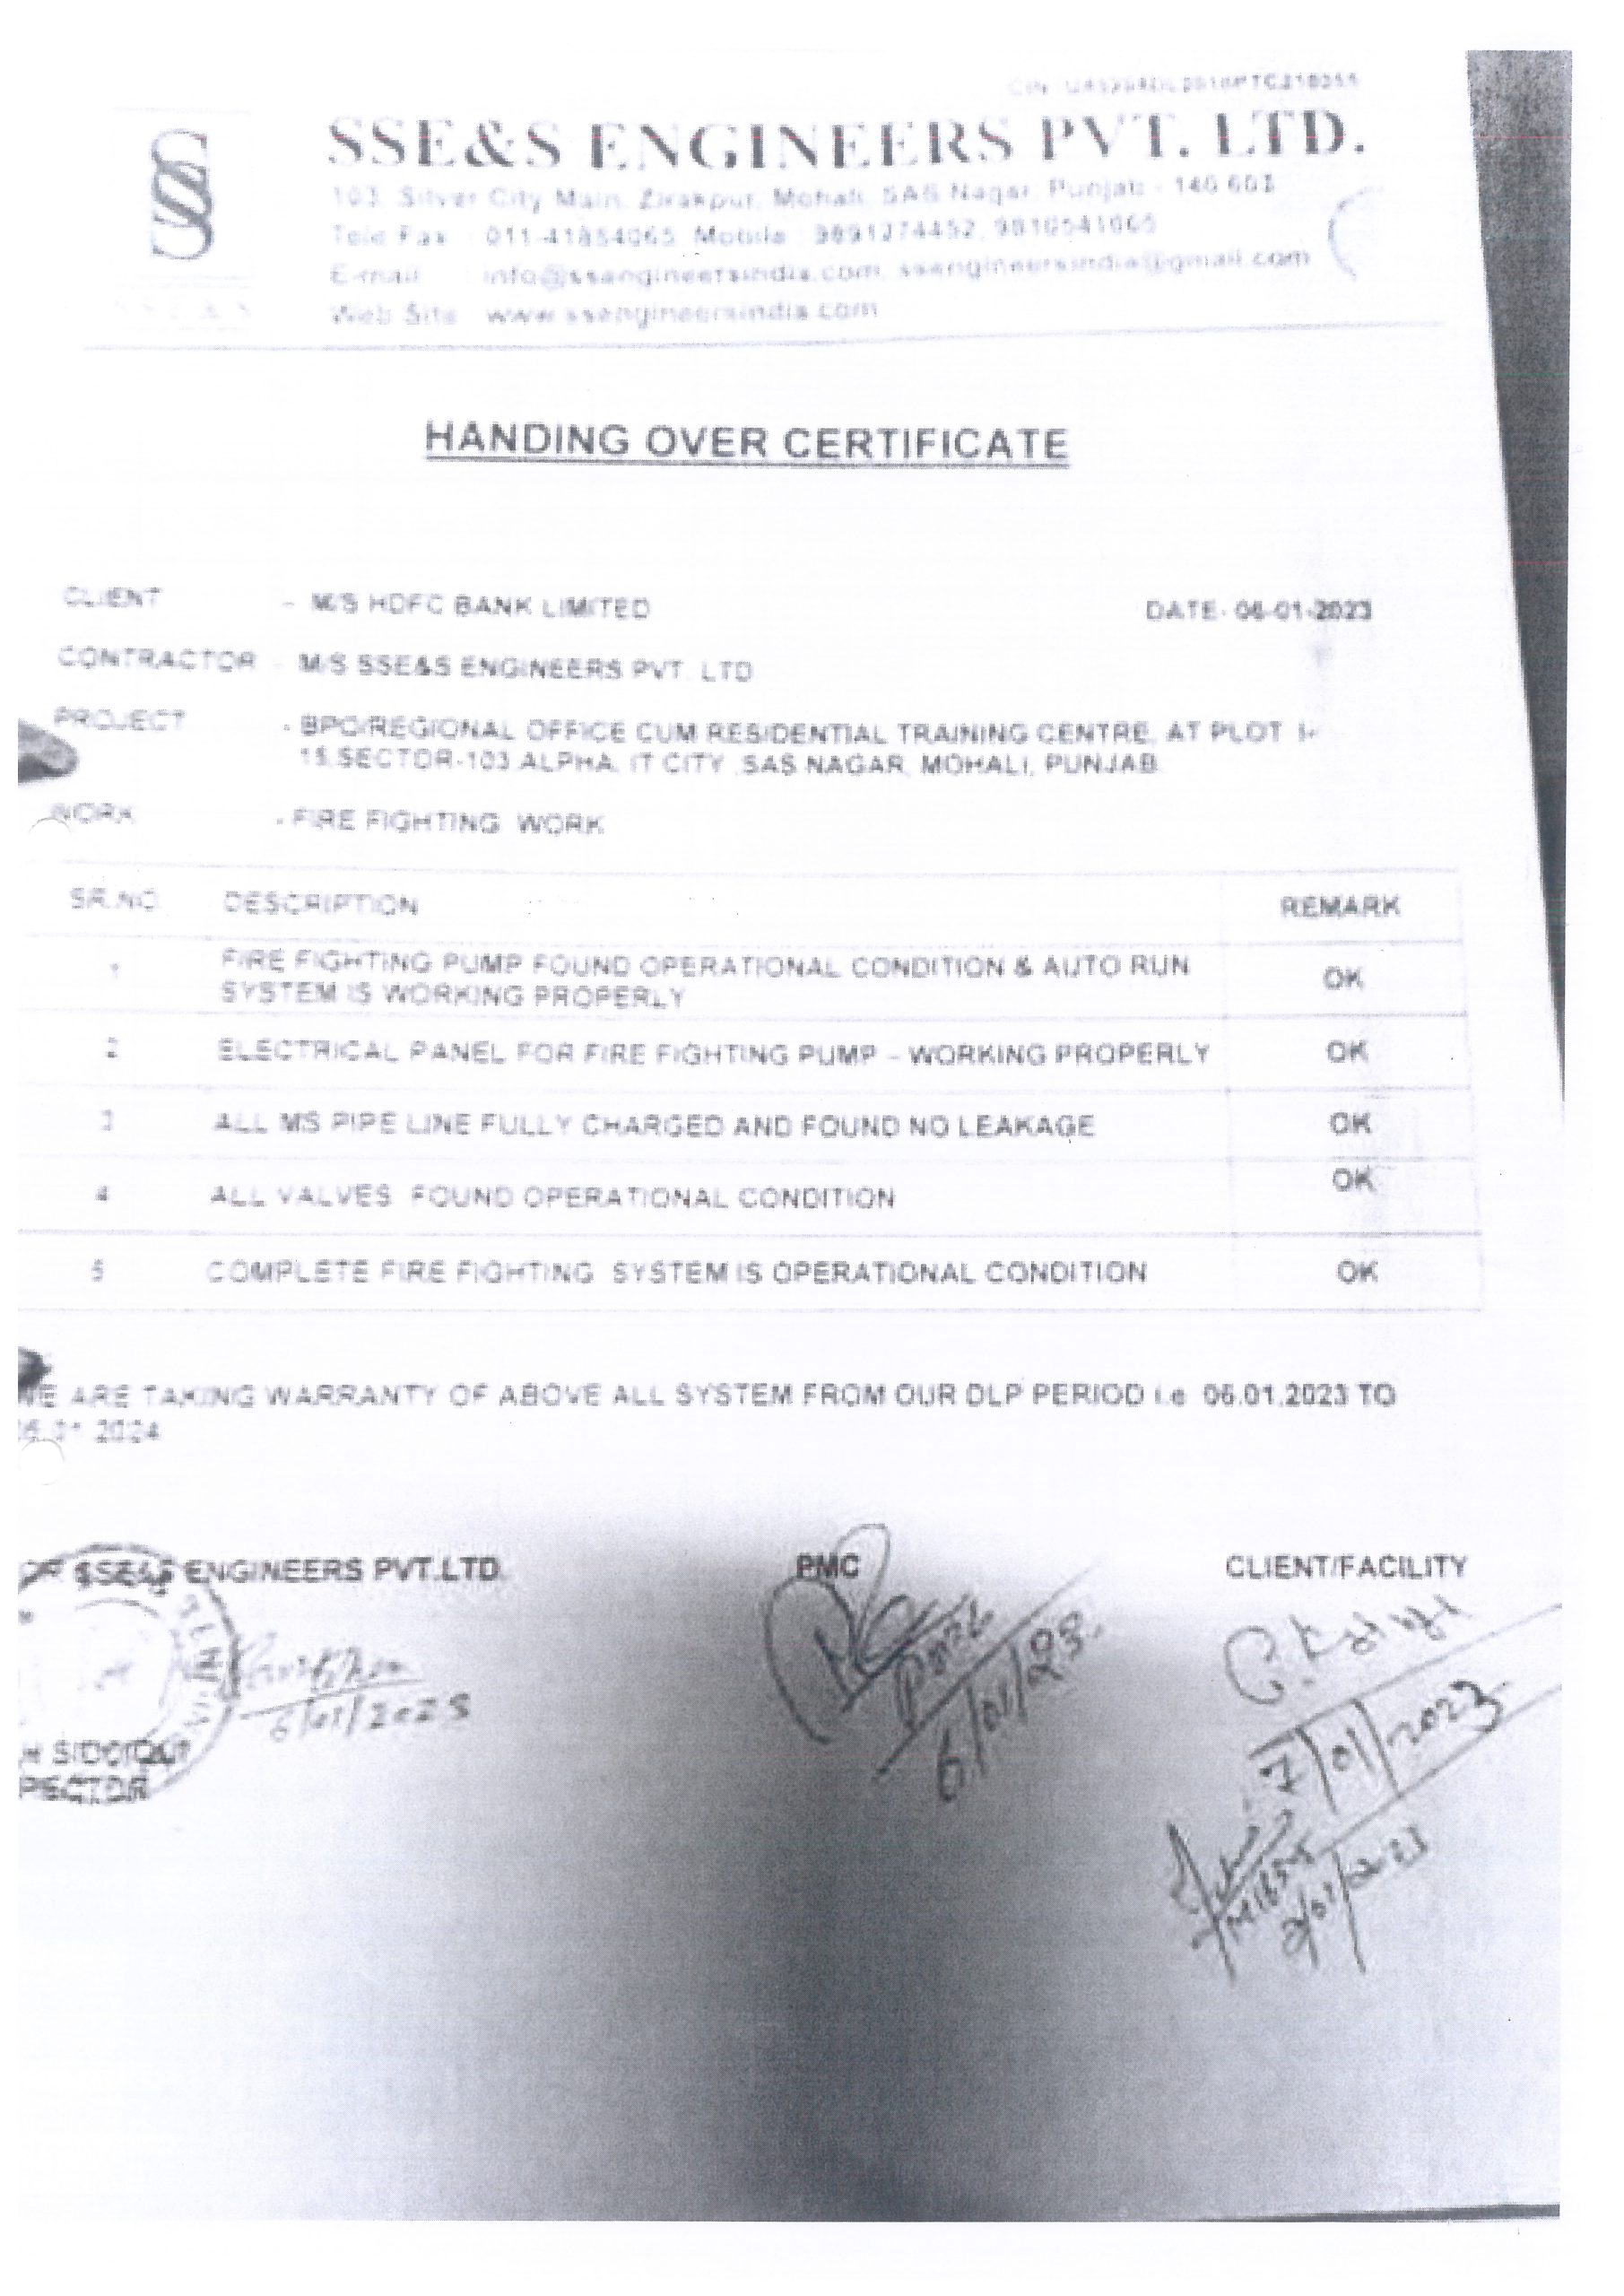 SSE&S ENGINEERS PVT. LTD.
103, Silver City Main, Zirakpur, Mohali, SAS Nagar, Punjab - 140 603
Tele Fax : 011-41854065, Mobile : 9891274452, 9810541065
E-mail : info@ssengineersindia.com, ssengineersindia@gmail.com
Web Site : www.ssengineersindia.com
HANDING OVER CERTIFICATE
CLIENT - M/S HDFC BANK LIMITED DATE- 06-01-2023
CONTRACTOR - M/S SSE&S ENGINEERS PVT. LTD
PROJECT - BPO/REGIONAL OFFICE CUM RESIDENTIAL TRAINING CENTRE, AT PLOT I-
15,SECTOR-103,ALPHA, IT CITY ,SAS NAGAR, MOHALI, PUNJAB.
WORK - FIRE FIGHTING WORK
SR.NO. DESCRIPTION REMARK
1 FIRE FIGHTING PUMP FOUND OPERATIONAL CONDITION & AUTO RUN
SYSTEM IS WORKING PROPERLY OK
2 ELECTRICAL PANEL FOR FIRE FIGHTING PUMP – WORKING PROPERLY OK
3 ALL MS PIPE LINE FULLY CHARGED AND FOUND NO LEAKAGE OK
4 ALL VALVES FOUND OPERATIONAL CONDITION OK
5 COMPLETE FIRE FIGHTING SYSTEM IS OPERATIONAL CONDITION OK
WE ARE TAKING WARRANTY OF ABOVE ALL SYSTEM FROM OUR DLP PERIOD i.e 06.01.2023 TO
.01.2024
SSE&S ENGINEERS PVT.LTD. PMC CLIENT/FACILITY
6/01/2023
6/01/23
7/01/2023